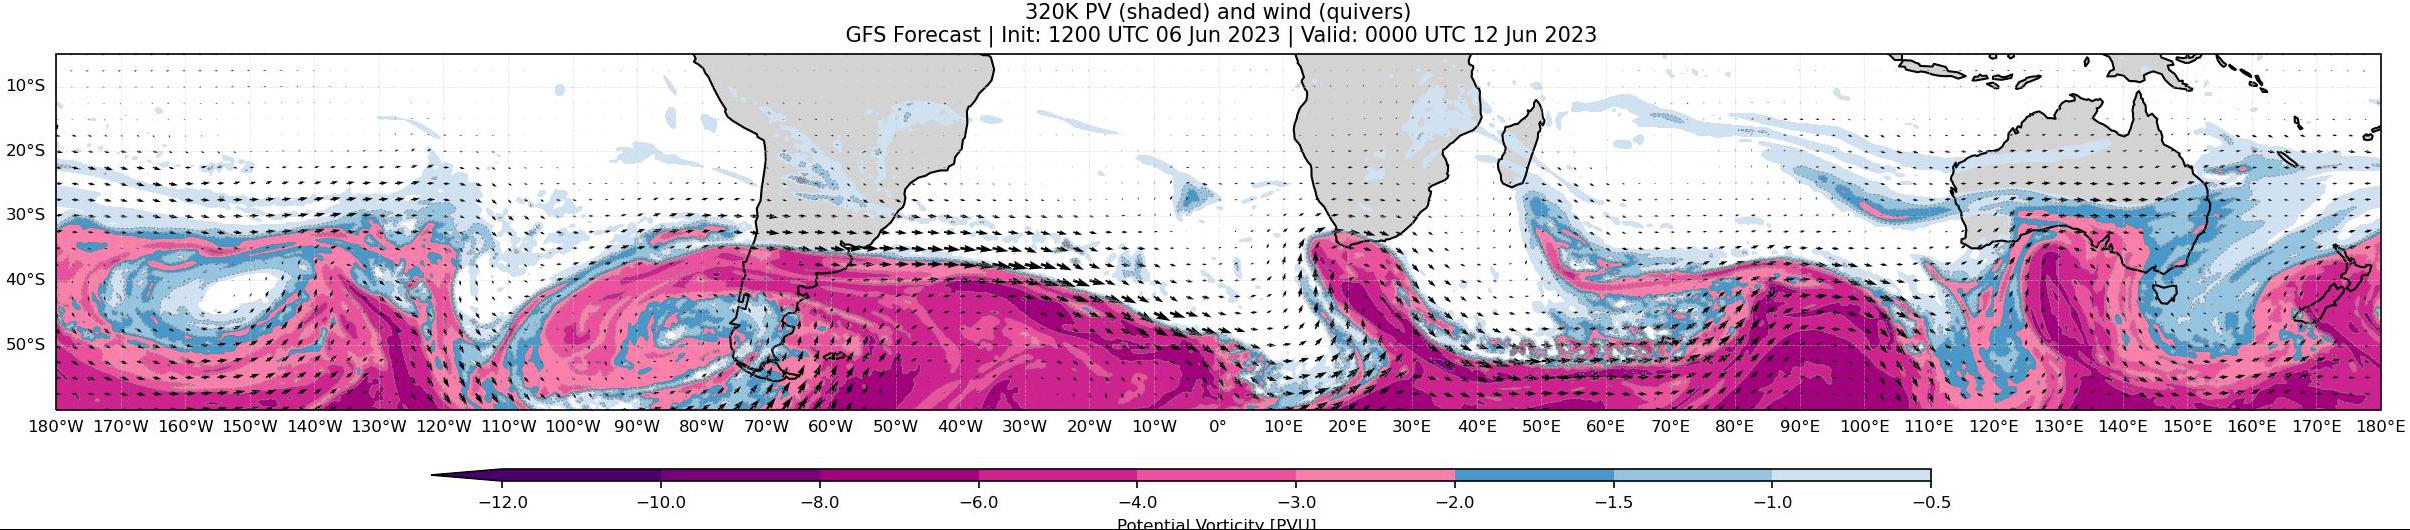 320K PV (shaded) and wind (quivers)
GFS Forecast | Init: 1200 UTC 06 Jun 2023 | Valid: 0000 UTC 12 Jun 2023
10°S
20°S
30°S
40°S
50°S
180°W 170°W 160°W 150°W 140°W 130°W 120°W 110°W 100°W 90°W 80°W 70°W 60°W 50°W 40°W 30°W 20°W 10°W 0° 10°E 20°E 30°E 40°E 50°E 60°E 70°E 80°E 90°E 100°E 110°E 120°E 130°E 140°E 150°E 160°E 170°E 180°E
−12.0 −10.0 −8.0 −6.0 −4.0 −3.0 −2.0 −1.5 −1.0 −0.5
Potential Vorticity [PVU]